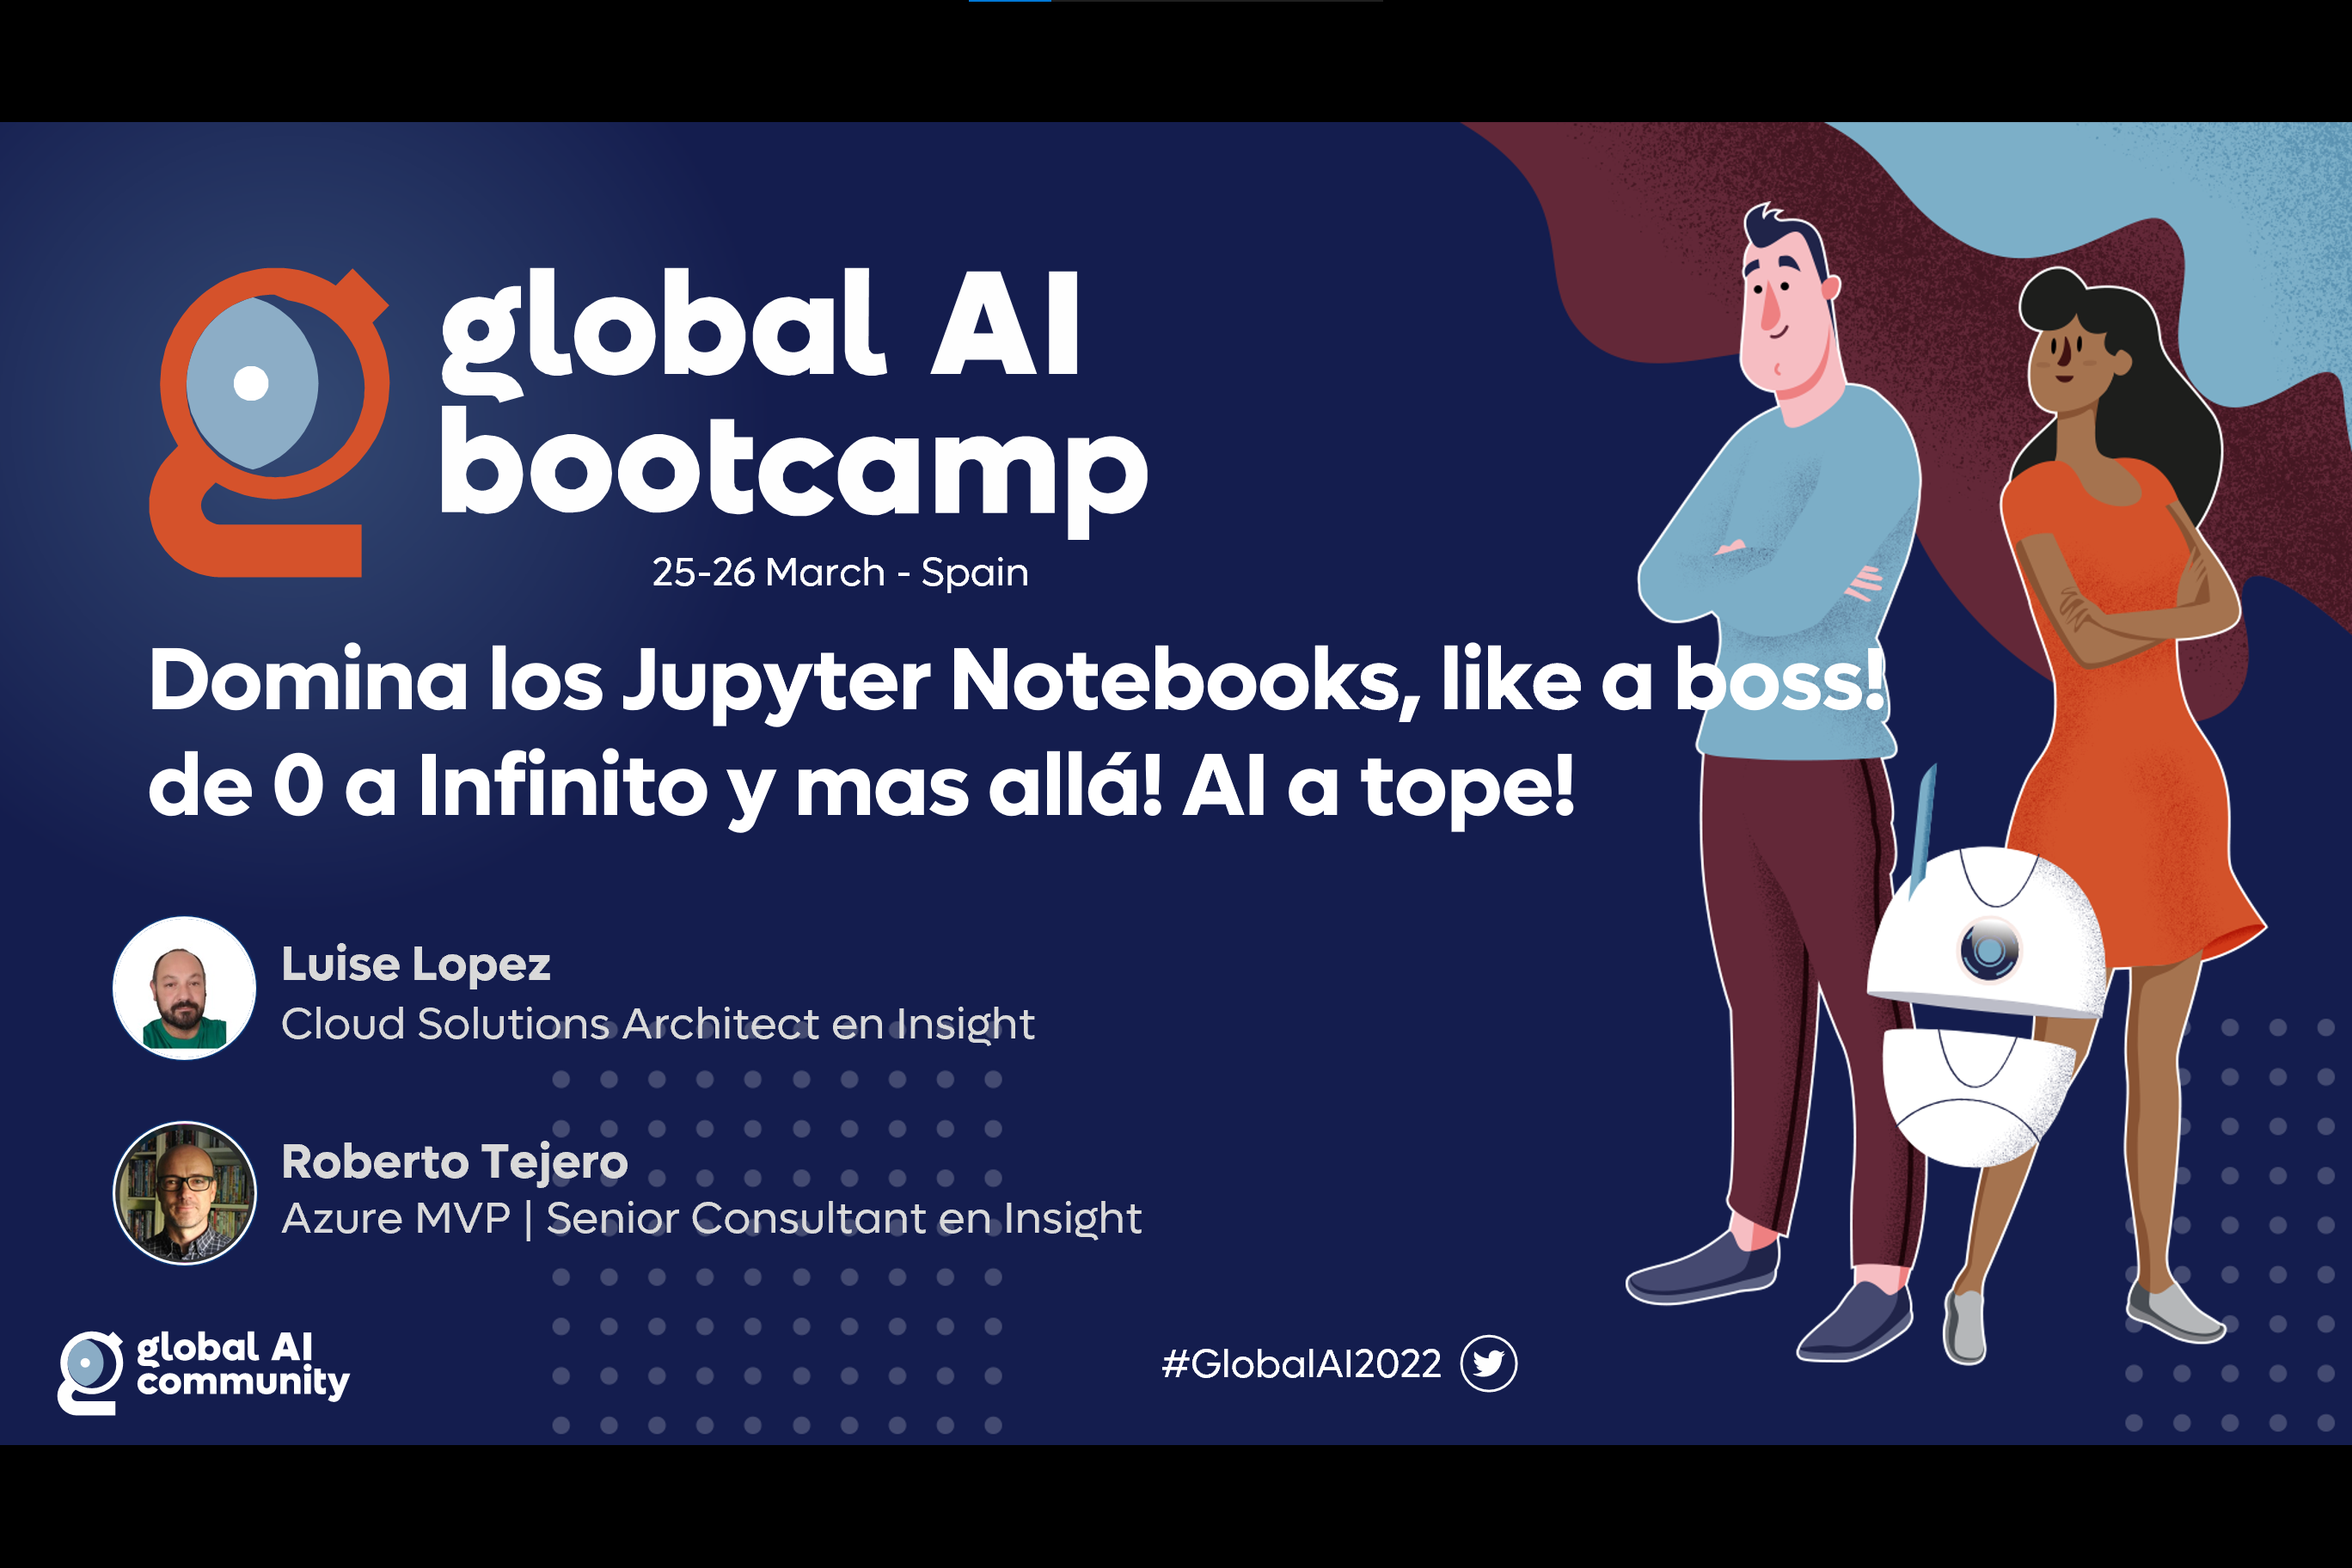 global AI
bootcamp
25-26 March - Spain
Domina los Jupyter Notebooks, like a boss!
de 0 a Infinito y mas allá! AI a tope!
Luise Lopez
Cloud Solutions Architect en Insight
Roberto Tejero
Azure MVP | Senior Consultant en Insight
global AI
community
#GlobalAI2022